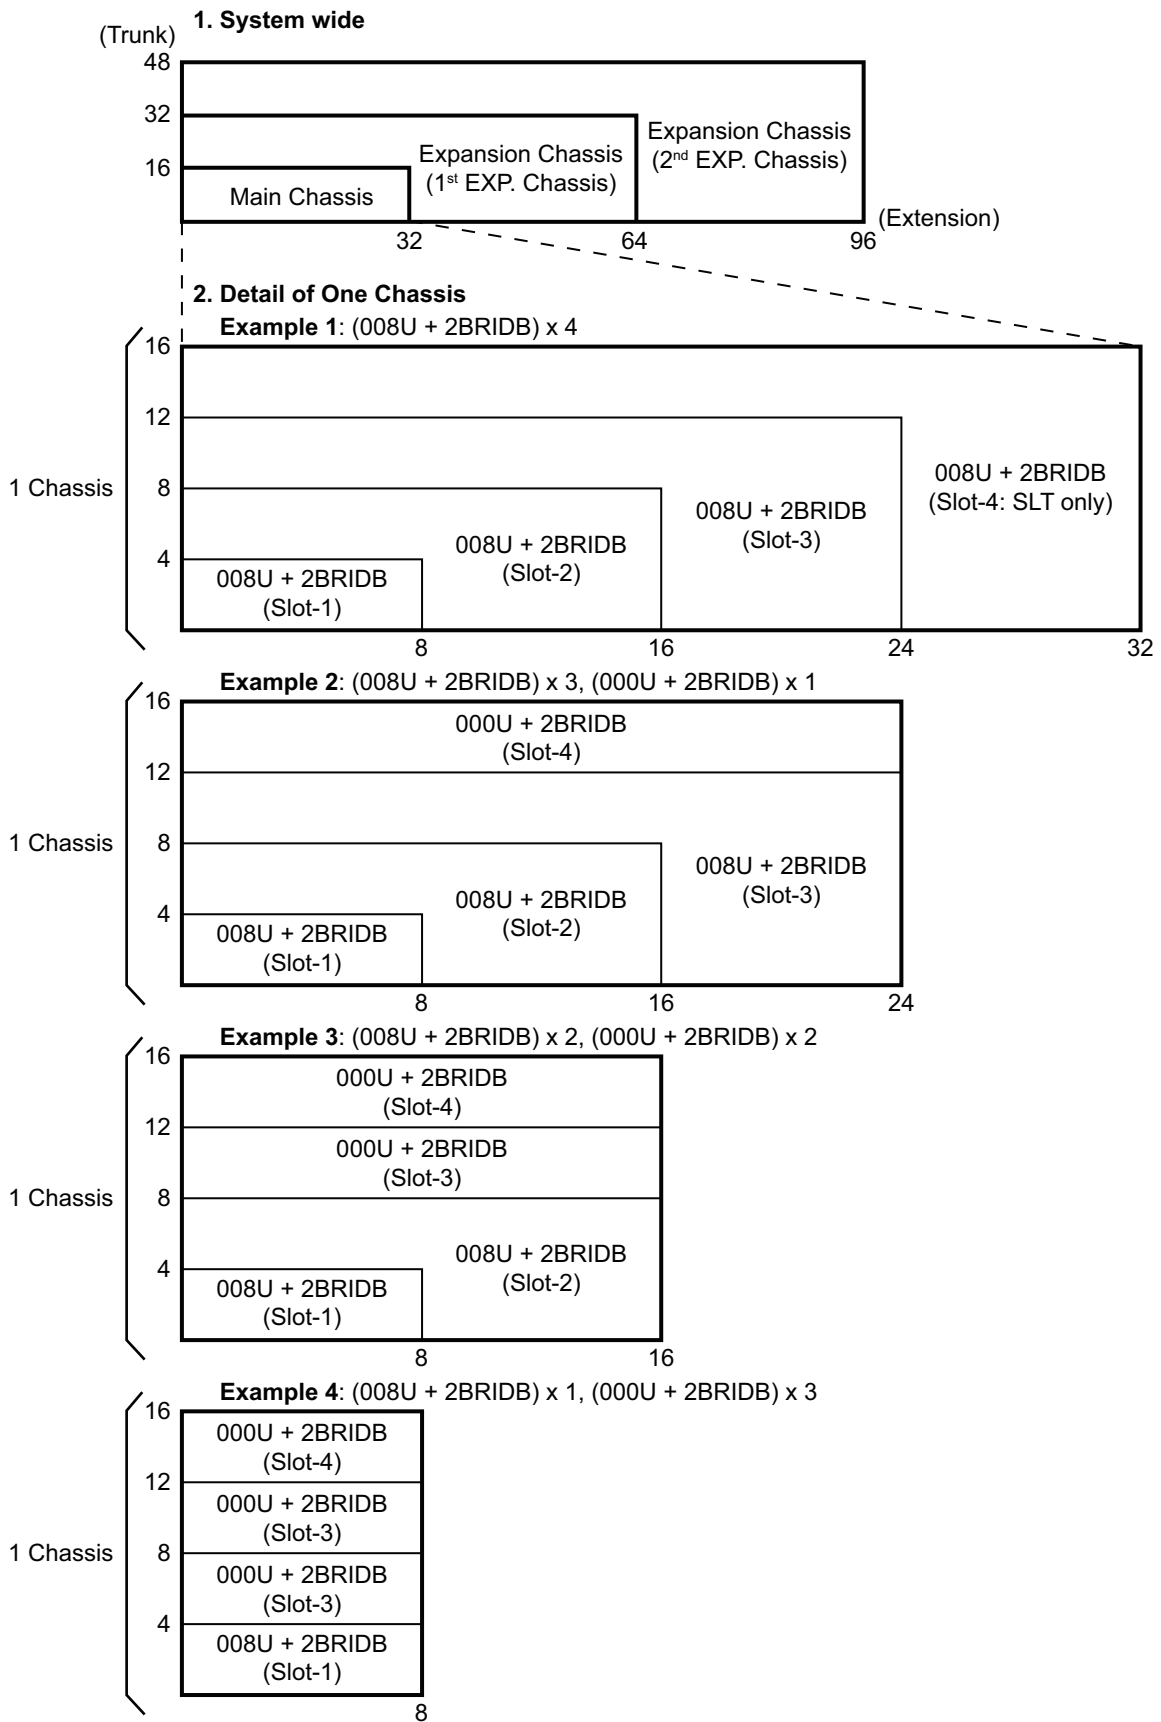 1. System wide
(Trunk)
48
32
16
Main Chassis
Expansion Chassis
(1st EXP. Chassis)
Expansion Chassis
(2nd EXP. Chassis)
(Extension)
32
64
96
2. Detail of One Chassis
Example 1: (008U + 2BRIDB) x 4
16
12
8
4
1 Chassis
008U + 2BRIDB
(Slot-1)
008U + 2BRIDB
(Slot-2)
008U + 2BRIDB
(Slot-3)
008U + 2BRIDB
(Slot-4: SLT only)
8
16
24
32
Example 2: (008U + 2BRIDB) x 3, (000U + 2BRIDB) x 1
16
12
8
4
1 Chassis
000U + 2BRIDB
(Slot-4)
008U + 2BRIDB
(Slot-1)
008U + 2BRIDB
(Slot-2)
008U + 2BRIDB
(Slot-3)
8
16
24
Example 3: (008U + 2BRIDB) x 2, (000U + 2BRIDB) x 2
16
12
8
4
1 Chassis
000U + 2BRIDB
(Slot-4)
000U + 2BRIDB
(Slot-3)
008U + 2BRIDB
(Slot-1)
008U + 2BRIDB
(Slot-2)
8
16
Example 4: (008U + 2BRIDB) x 1, (000U + 2BRIDB) x 3
16
12
8
4
1 Chassis
000U + 2BRIDB
(Slot-4)
000U + 2BRIDB
(Slot-3)
000U + 2BRIDB
(Slot-3)
008U + 2BRIDB
(Slot-1)
8